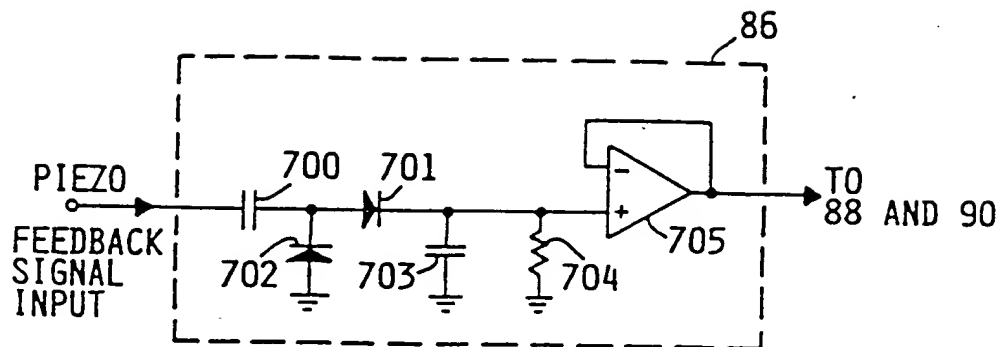 86
PIEZO
FEEDBACK
SIGNAL
INPUT
700
701
702
703
704
705
-
+
TO
88 AND 90